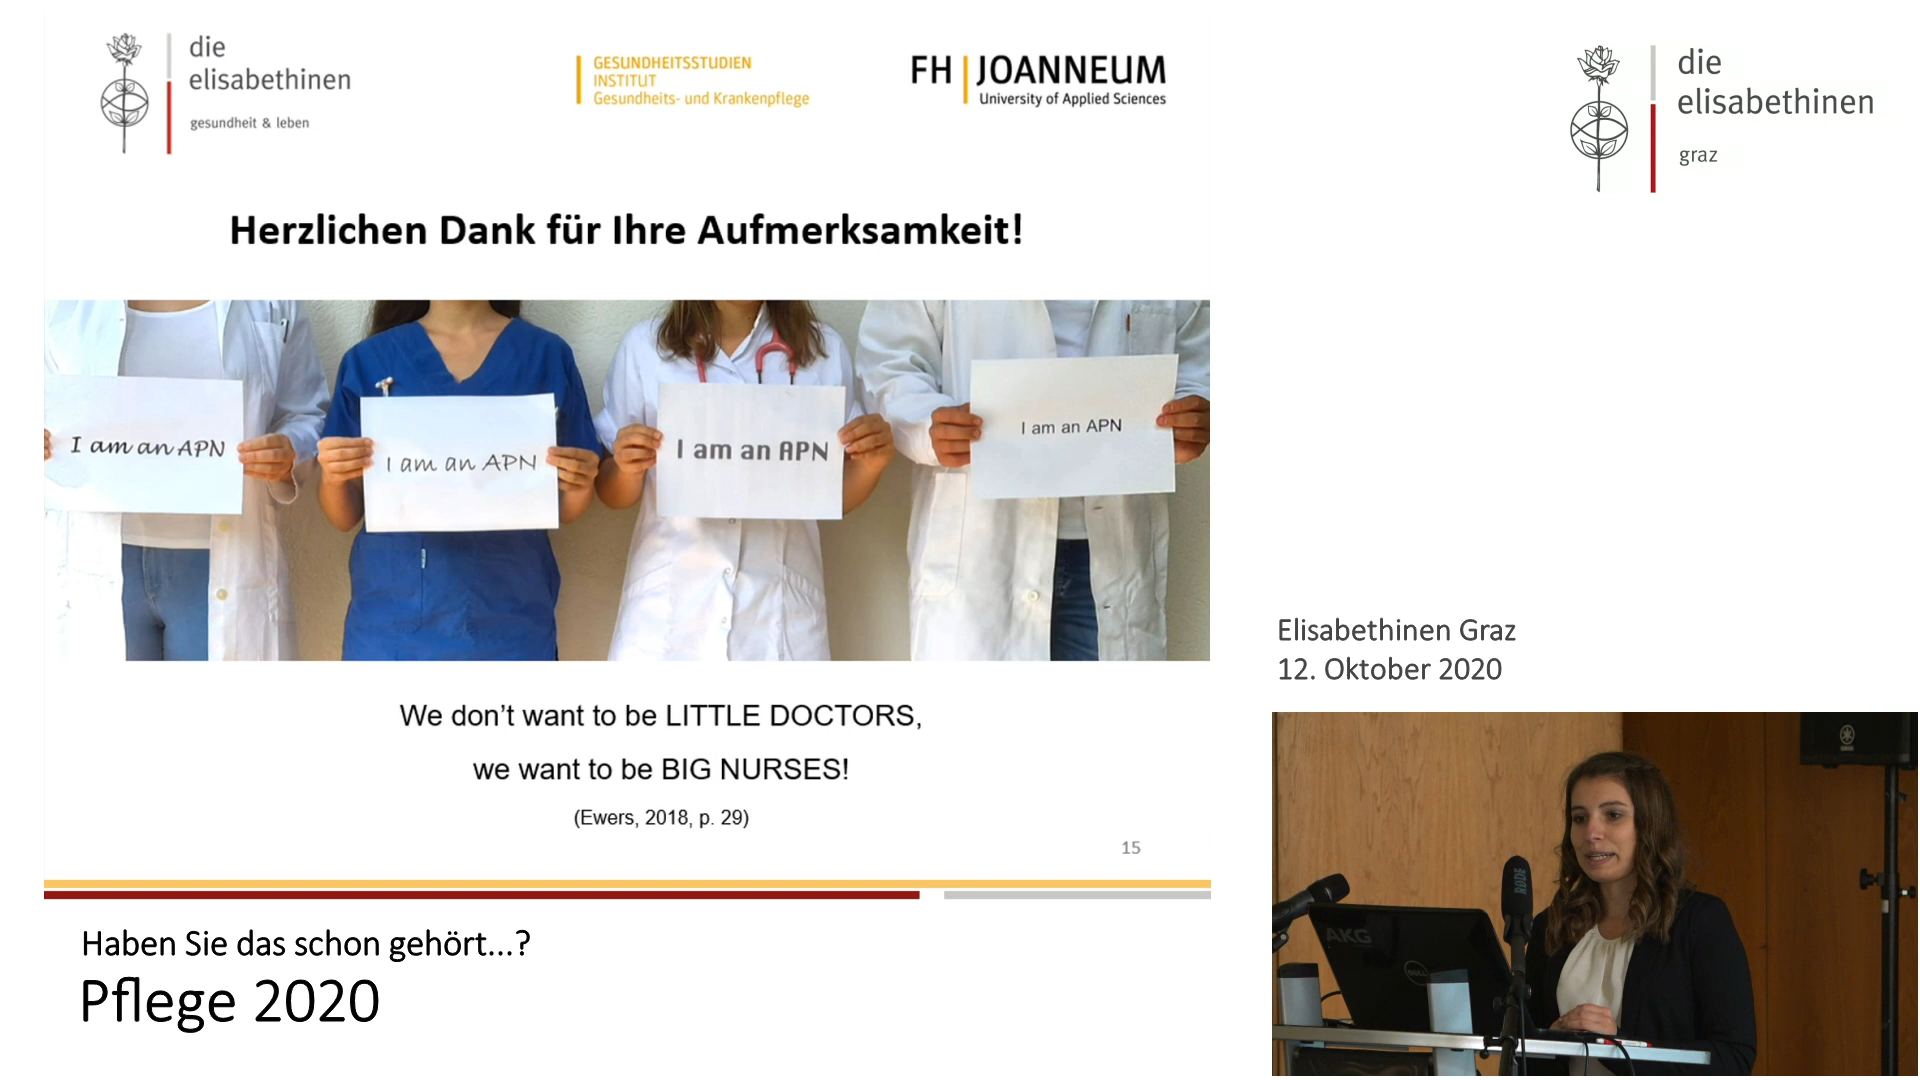 die
elisabethinen
gesundheit & leben
GESUNDHEITSSTUDIEN
INSTITUT
Gesundheits- und Krankenpflege
FH JOANNEUM
University of Applied Sciences
die
elisabethinen
graz
Herzlichen Dank für Ihre Aufmerksamkeit!
I am an APN
I am an APN
I am an APN
I am an APN
We don't want to be LITTLE DOCTORS,
we want to be BIG NURSES!
(Ewers, 2018, p. 29)
15
Elisabethinen Graz
12. Oktober 2020
RØDE
AKG
DELL
Haben Sie das schon gehört...?
Pflege 2020